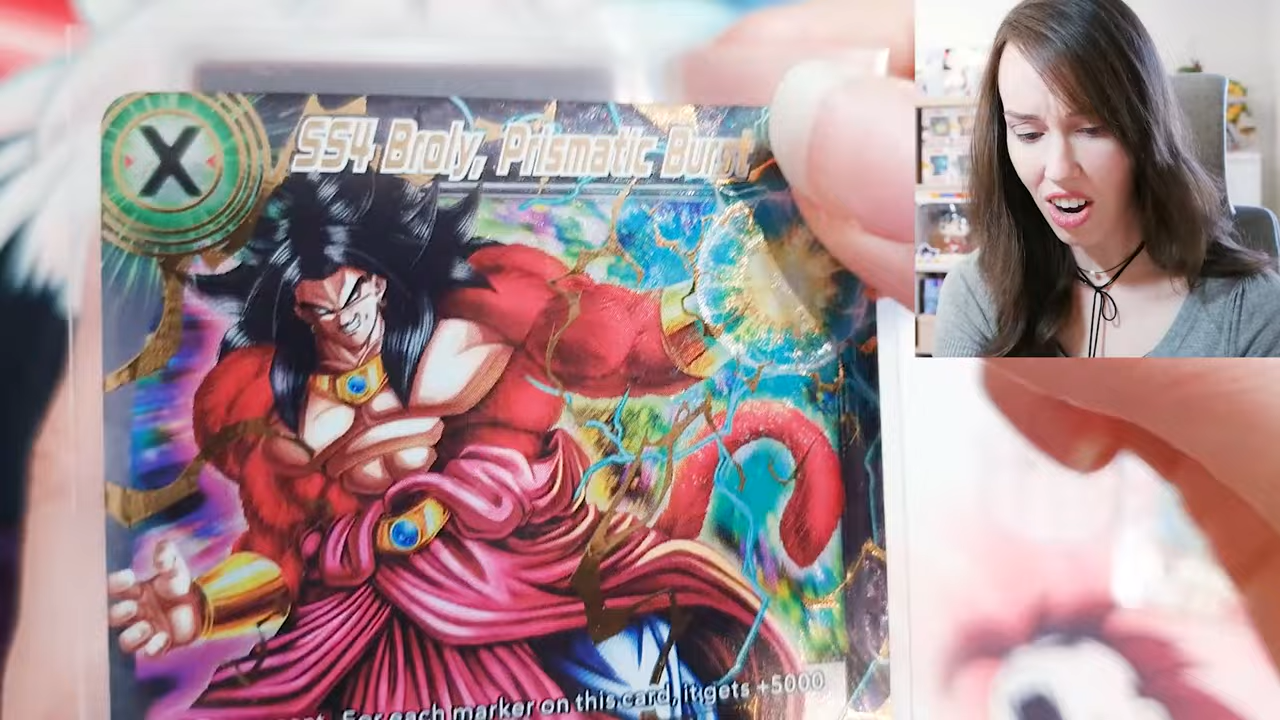 X
SS4 Broly, Prismatic Burst
For each marker on this card, it gets +5000